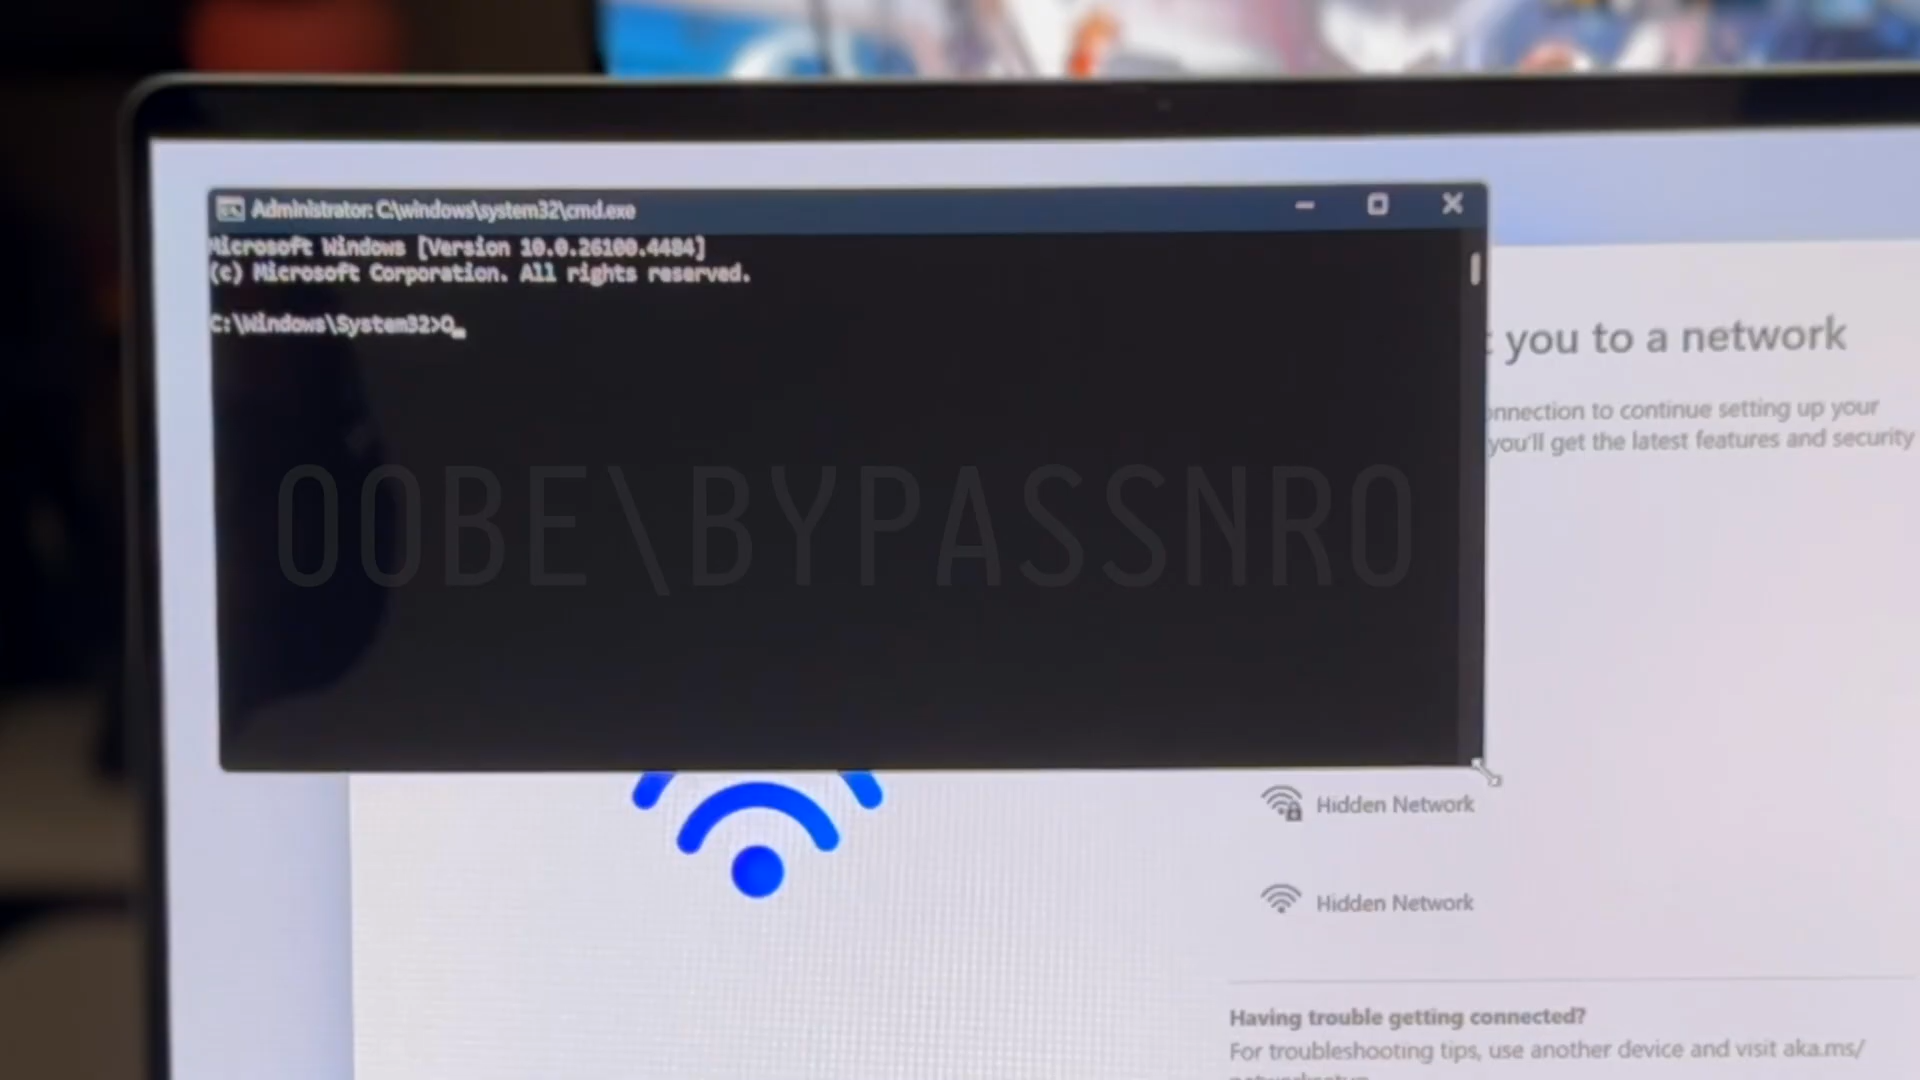 Administrator: C:\windows\system32\cmd.exe
Microsoft Windows [Version 10.0.26100.4484]
(c) Microsoft Corporation. All rights reserved.
C:\Windows\System32>O_
OOBE\BYPASSNRO
you to a network
connection to continue setting up your
you'll get the latest features and security
Hidden Network
Hidden Network
Having trouble getting connected?
For troubleshooting tips, use another device and visit aka.ms/